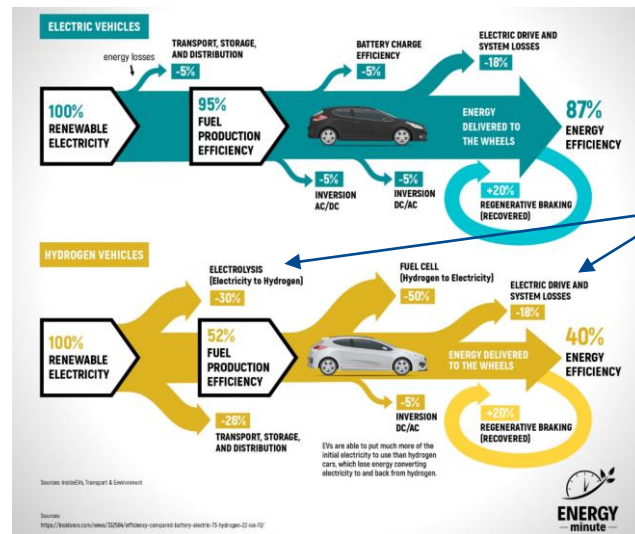 ELECTRIC VEHICLES
energy losses
TRANSPORT, STORAGE,
AND DISTRIBUTION
-5%
BATTERY CHARGE
EFFICIENCY
-5%
ELECTRIC DRIVE AND
SYSTEM LOSSES
-18%
100%
RENEWABLE
ELECTRICITY
95%
FUEL
PRODUCTION
EFFICIENCY
ENERGY
DELIVERED TO
THE WHEELS
87%
ENERGY
EFFICIENCY
-5%
INVERSION
AC/DC
-5%
INVERSION
DC/AC
+20%
REGENERATIVE BRAKING
(RECOVERED)
HYDROGEN VEHICLES
ELECTROLYSIS
(Electricity to Hydrogen)
-30%
FUEL CELL
(Hydrogen to Electricity)
-50%
ELECTRIC DRIVE AND
SYSTEM LOSSES
-18%
100%
RENEWABLE
ELECTRICITY
52%
FUEL
PRODUCTION
EFFICIENCY
ENERGY DELIVERED
TO THE WHEELS
40%
ENERGY
EFFICIENCY
-26%
TRANSPORT, STORAGE,
AND DISTRIBUTION
-5%
INVERSION
DC/AC
+20%
REGENERATIVE BRAKING
(RECOVERED)
EVs are able to put much more of the
initial electricity to use than hydrogen
cars, which lose energy converting
electricity to and back from hydrogen.
Sources: InsideEVs, Transport & Environment
Sources:
ENERGY
minute